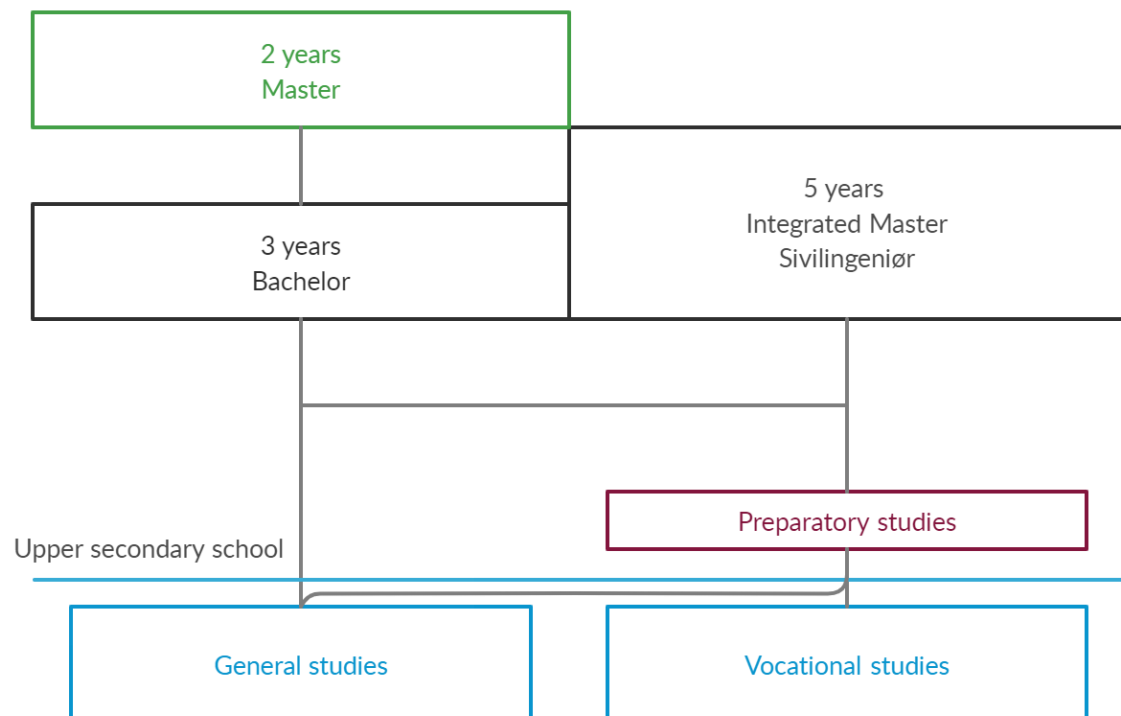 2 years
Master
5 years
Integrated Master
Sivilingeniør
3 years
Bachelor
Preparatory studies
Upper secondary school
General studies
Vocational studies